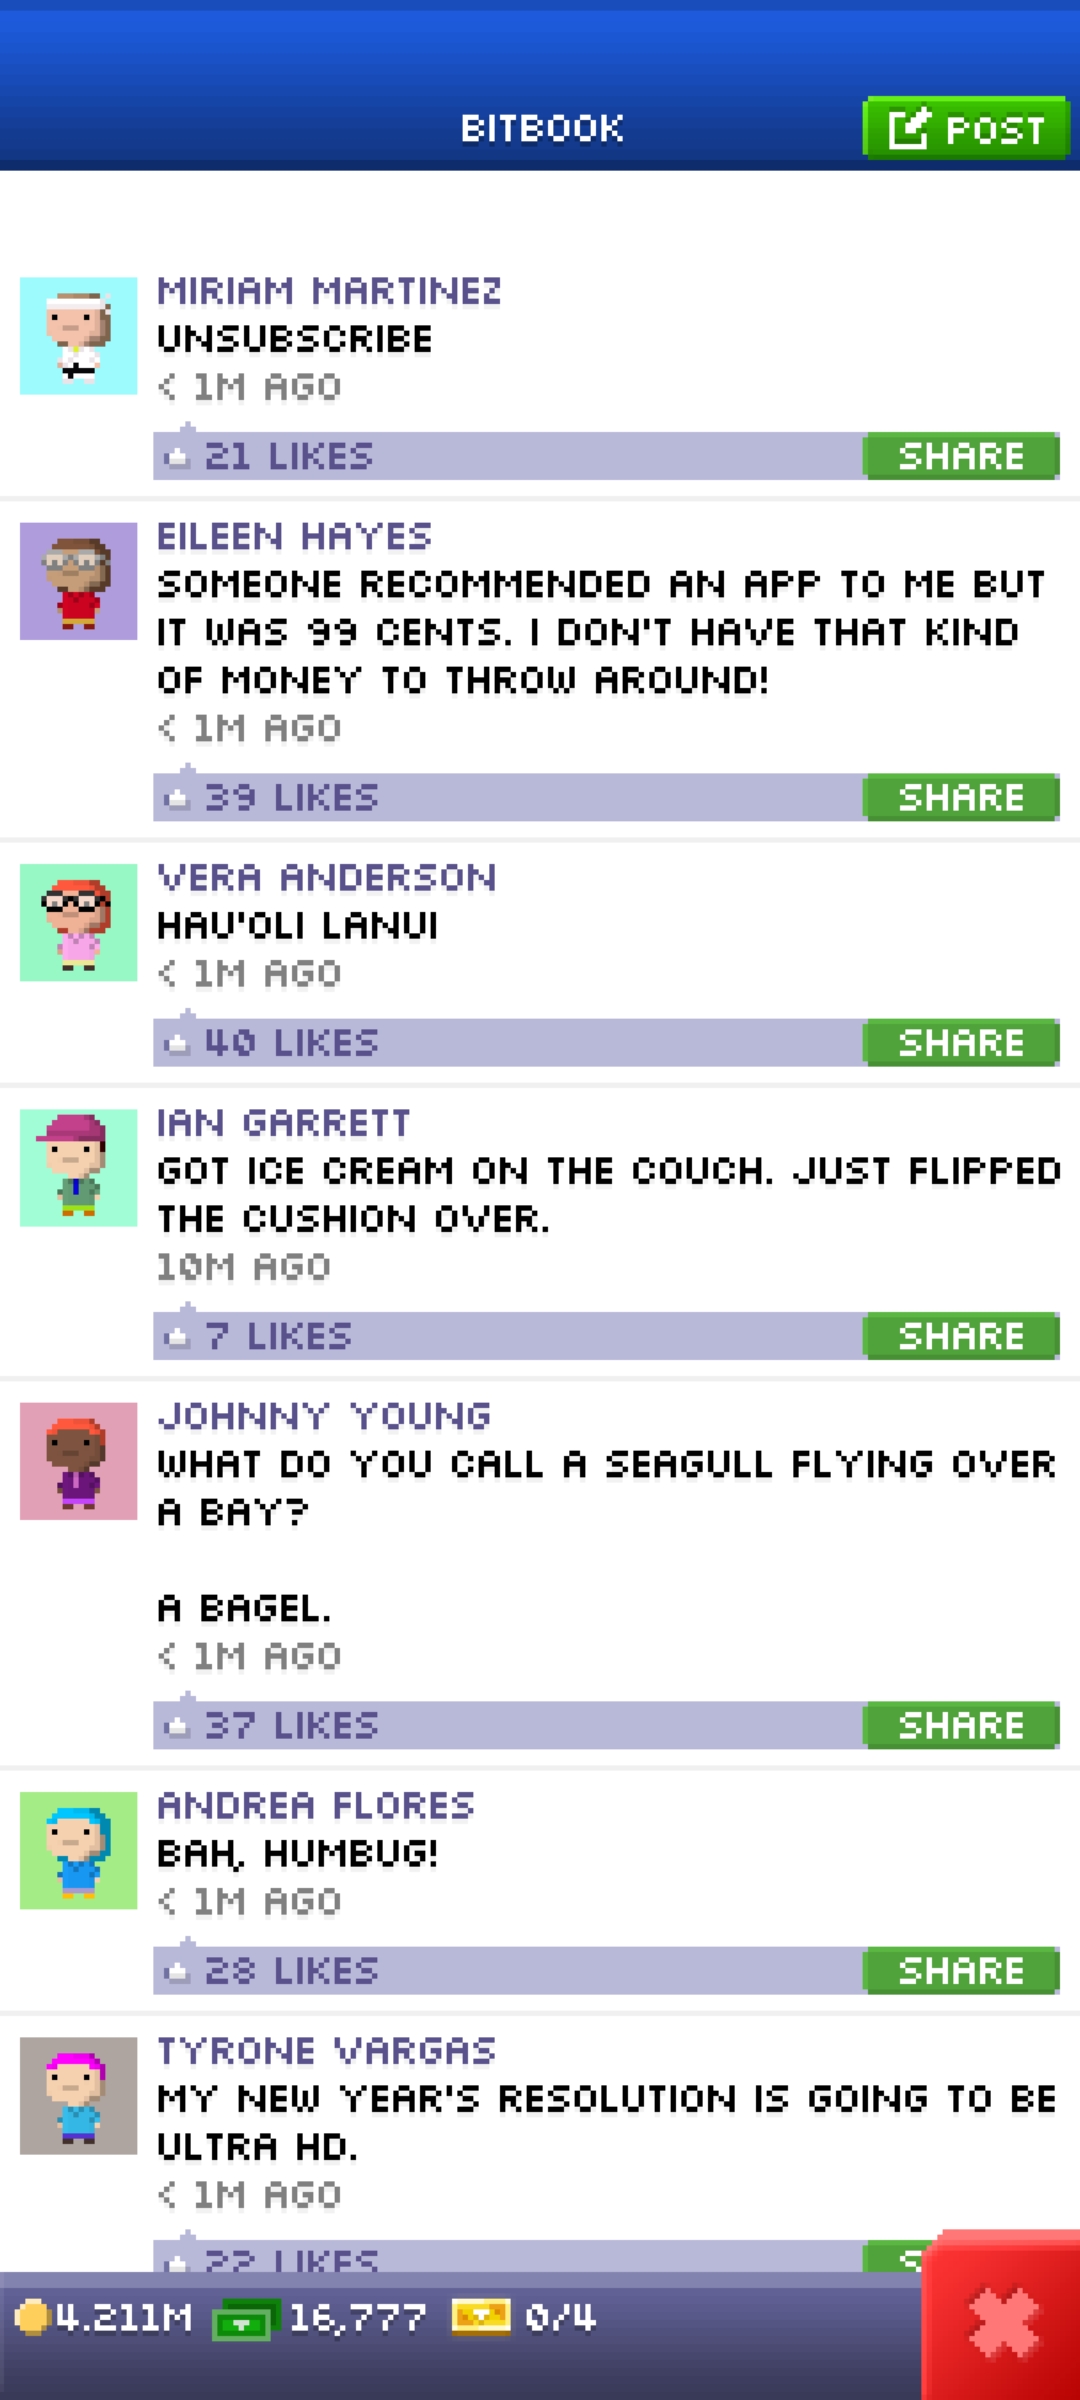 BITBOOK
POST
MIRIAM MARTINEZ
UNSUBSCRIBE
< 1M AGO
21 LIKES
SHARE
EILEEN HAYES
SOMEONE RECOMMENDED AN APP TO ME BUT
IT WAS 99 CENTS. I DON'T HAVE THAT KIND
OF MONEY TO THROW AROUND!
< 1M AGO
39 LIKES
SHARE
VERA ANDERSON
HAU'OLI LANUI
< 1M AGO
40 LIKES
SHARE
IAN GARRETT
GOT ICE CREAM ON THE COUCH. JUST FLIPPED
THE CUSHION OVER.
10M AGO
7 LIKES
SHARE
JOHNNY YOUNG
WHAT DO YOU CALL A SEAGULL FLYING OVER
A BAY?
A BAGEL.
< 1M AGO
37 LIKES
SHARE
ANDREA FLORES
BAH, HUMBUG!
< 1M AGO
28 LIKES
SHARE
TYRONE VARGAS
MY NEW YEAR'S RESOLUTION IS GOING TO BE
ULTRA HD.
< 1M AGO
22 LIKES
4.211M
16,777
0/4